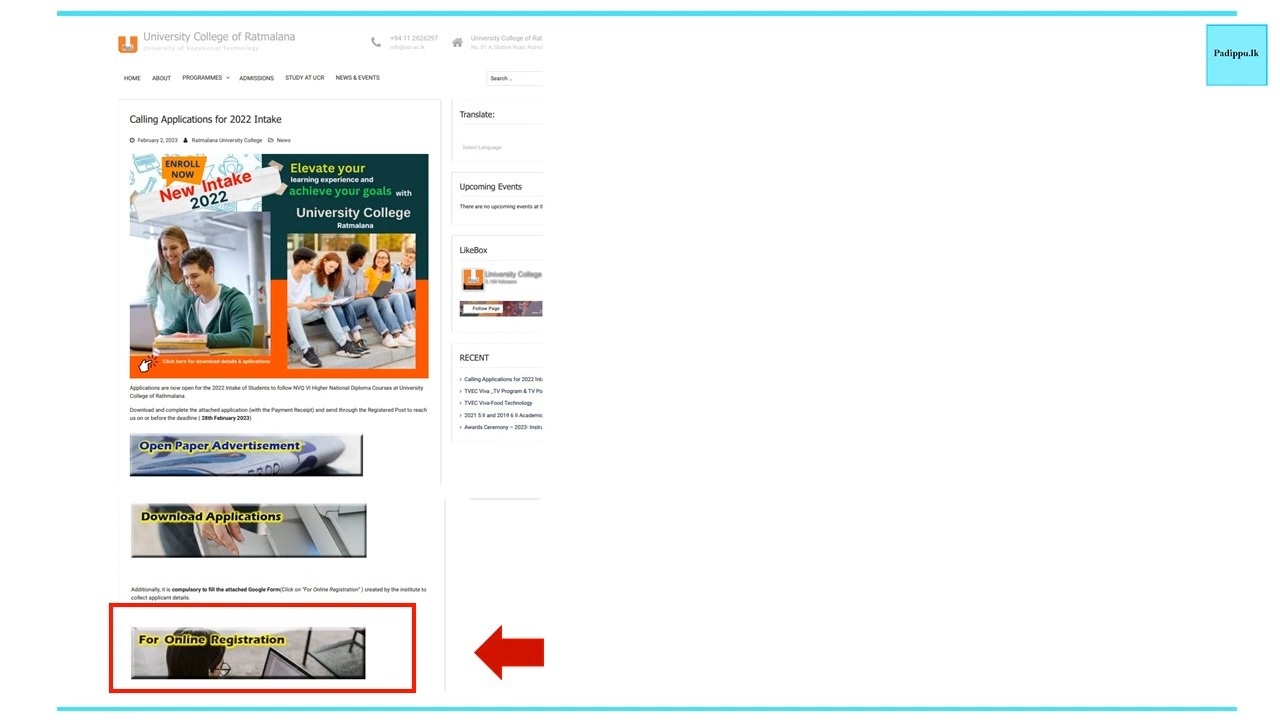 University College of Ratmalana
University of Vocational Technology
+94 11 2626297
info@ucr.ac.lk
University College of Rat
No. 01 A, Station Road, Ratma
Padippu.lk
HOME ABOUT PROGRAMMES ADMISSIONS STUDY AT UCR NEWS & EVENTS
Search ...
Calling Applications for 2022 Intake
February 2, 2023 Ratmalana University College News
ENROLL
NOW
New Intake
2022
Elevate your
learning experience and
achieve your goals with
University College
Ratmalana
Click here for download details & apllications
Applications are now open for the 2022 Intake of Students to follow NVQ VI Higher National Diploma Courses at University
College of Rathmalana
Download and complete the attached application (with the Payment Receipt) and send through the Registered Post to reach
us on or before the deadline ( 28th February 2023)
Open Paper Advertisement
Download Applications
Additionally, it is compulsory to fill the attached Google Form(Click on "For Online Registration" ) created by the institute to
collect applicant details.
For Online Registration
Translate:
Select Language
Upcoming Events
There are no upcoming events at t
LikeBox
University College
followers
Follow Page
RECENT
Calling Applications for 2022 Int
TVEC Viva _TV Program & TV Po
TVEC Viva-Food Technology
2021 5 II and 2019 6 II Academic
Awards Ceremony – 2023- Instru